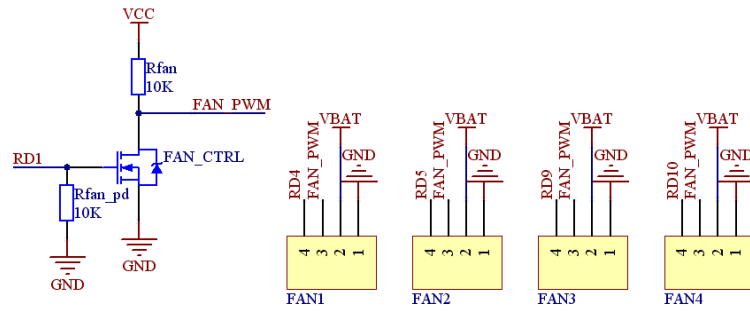 VCC
Rfan
10K
FAN_PWM
RD1
FAN_CTRL
Rfan_pd
10K
GND
GND
RD4
FAN_PWM
VBAT
GND
4 3 2 1
FAN1
RD5
FAN_PWM
VBAT
GND
4 3 2 1
FAN2
RD9
FAN_PWM
VBAT
GND
4 3 2 1
FAN3
RD10
FAN_PWM
VBAT
GND
4 3 2 1
FAN4